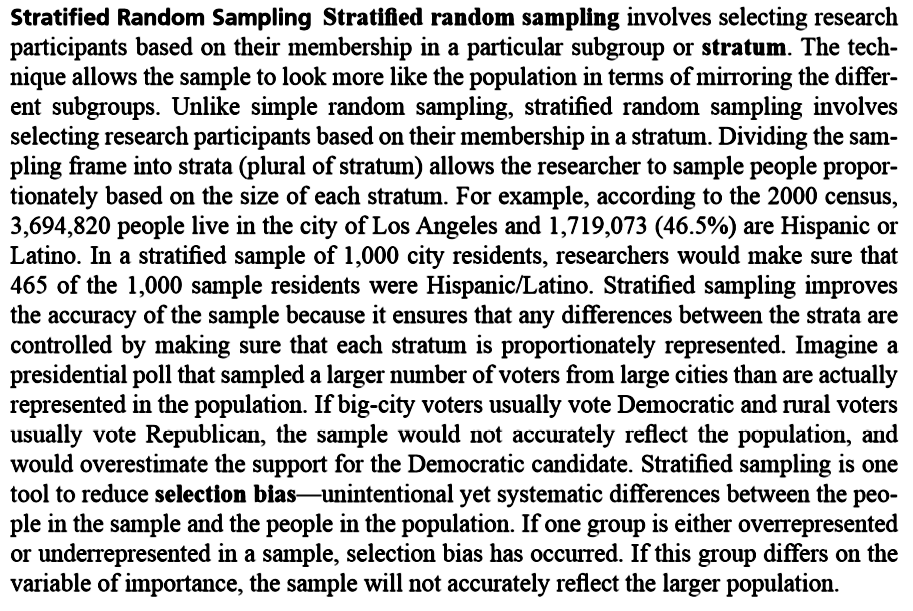 Stratified Random Sampling Stratified random sampling involves selecting research
participants based on their membership in a particular subgroup or stratum. The tech-
nique allows the sample to look more like the population in terms of mirroring the differ-
ent subgroups. Unlike simple random sampling, stratified random sampling involves
selecting research participants based on their membership in a stratum. Dividing the sam-
pling frame into strata (plural of stratum) allows the researcher to sample people propor-
tionately based on the size of each stratum. For example, according to the 2000 census,
3,694,820 people live in the city of Los Angeles and 1,719,073 (46.5%) are Hispanic or
Latino. In a stratified sample of 1,000 city residents, researchers would make sure that
465 of the 1,000 sample residents were Hispanic/Latino. Stratified sampling improves
the accuracy of the sample because it ensures that any differences between the strata are
controlled by making sure that each stratum is proportionately represented. Imagine a
presidential poll that sampled a larger number of voters from large cities than are actually
represented in the population. If big-city voters usually vote Democratic and rural voters
usually vote Republican, the sample would not accurately reflect the population, and
would overestimate the support for the Democratic candidate. Stratified sampling is one
tool to reduce selection bias—unintentional yet systematic differences between the peo-
ple in the sample and the people in the population. If one group is either overrepresented
or underrepresented in a sample, selection bias has occurred. If this group differs on the
variable of importance, the sample will not accurately reflect the larger population.